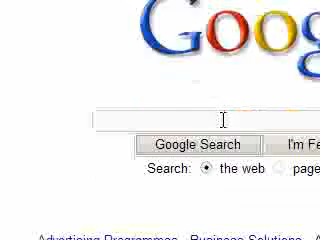 Goog
Google Search I'm Fe
Search: the web page
Advertising Programmes - Business Solutions - A